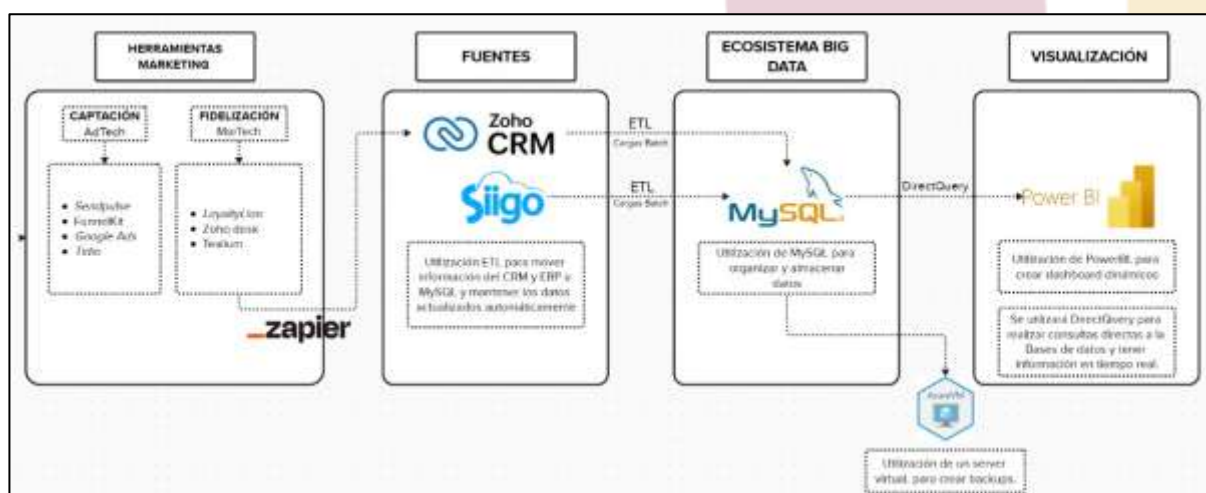 HERRAMIENTAS
MARKETING
CAPTACIÓN
AdTech
FIDELIZACIÓN
MarTech
Sendpulse
FunnelKit
Google Ads
LoyaltyLion
Zoho desk
Tealium
zapier
FUENTES
Zoho
CRM
Siigo
Utilización ETL para mover
información del CRM y ERP a
MySQL y mantener los datos
actualizados automáticamente
ETL
Cargas Batch
ETL
Cargas Batch
ECOSISTEMA BIG
DATA
MySQL
Utilización de MySQL para
organizar y almacenar
datos
DirectQuery
VISUALIZACIÓN
Power BI
Utilización de PowerBI, para
crear dashboard dinámicos
Se utilizará DirectQuery para
realizar consultas directas a la
Bases de datos y tener
información en tiempo real.
AzureVM
Utilización de un server
virtual, para crear backups.